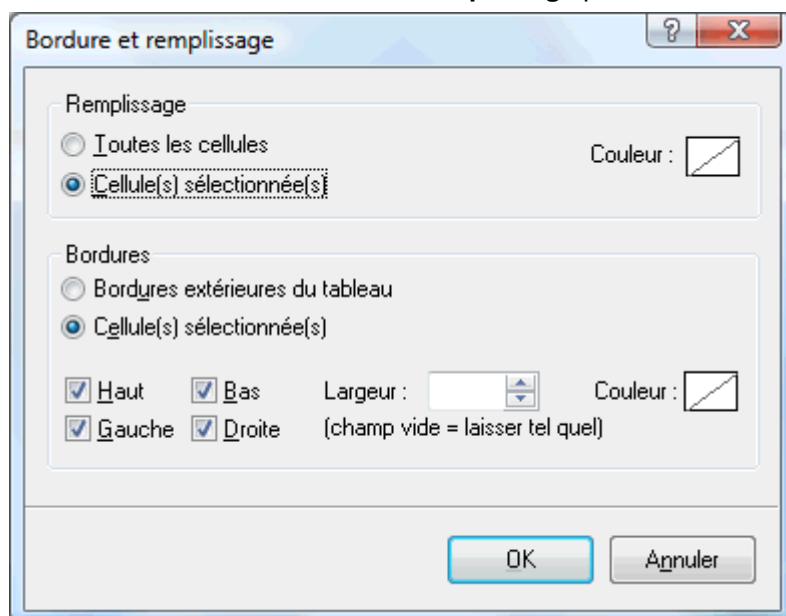 Bordure et remplissage
Remplissage
Toutes les cellules
Couleur :
Cellule(s) sélectionnée(s)
Bordures
Bordures extérieures du tableau
Cellule(s) sélectionnée(s)
Haut Bas Largeur : Couleur :
Gauche Droite (champ vide = laisser tel quel)
OK Annuler